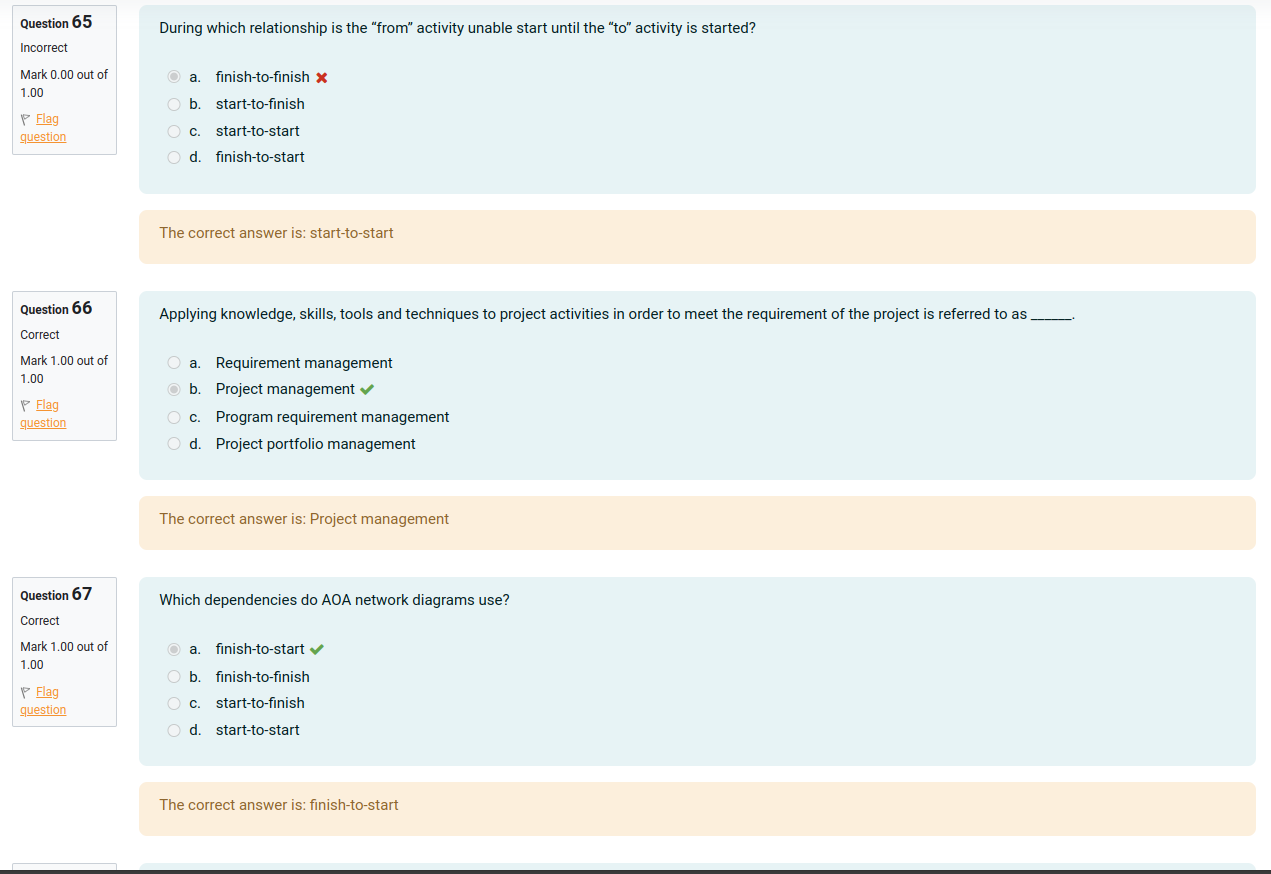 Question 65
Incorrect
Mark 0.00 out of
1.00
Flag
question
During which relationship is the “from” activity unable start until the “to” activity is started?
a. finish-to-finish
b. start-to-finish
c. start-to-start
d. finish-to-start
The correct answer is: start-to-start
Question 66
Correct
Mark 1.00 out of
1.00
Flag
question
Applying knowledge, skills, tools and techniques to project activities in order to meet the requirement of the project is referred to as ______.
a. Requirement management
b. Project management
c. Program requirement management
d. Project portfolio management
The correct answer is: Project management
Question 67
Correct
Mark 1.00 out of
1.00
Flag
question
Which dependencies do AOA network diagrams use?
a. finish-to-start
b. finish-to-finish
c. start-to-finish
d. start-to-start
The correct answer is: finish-to-start